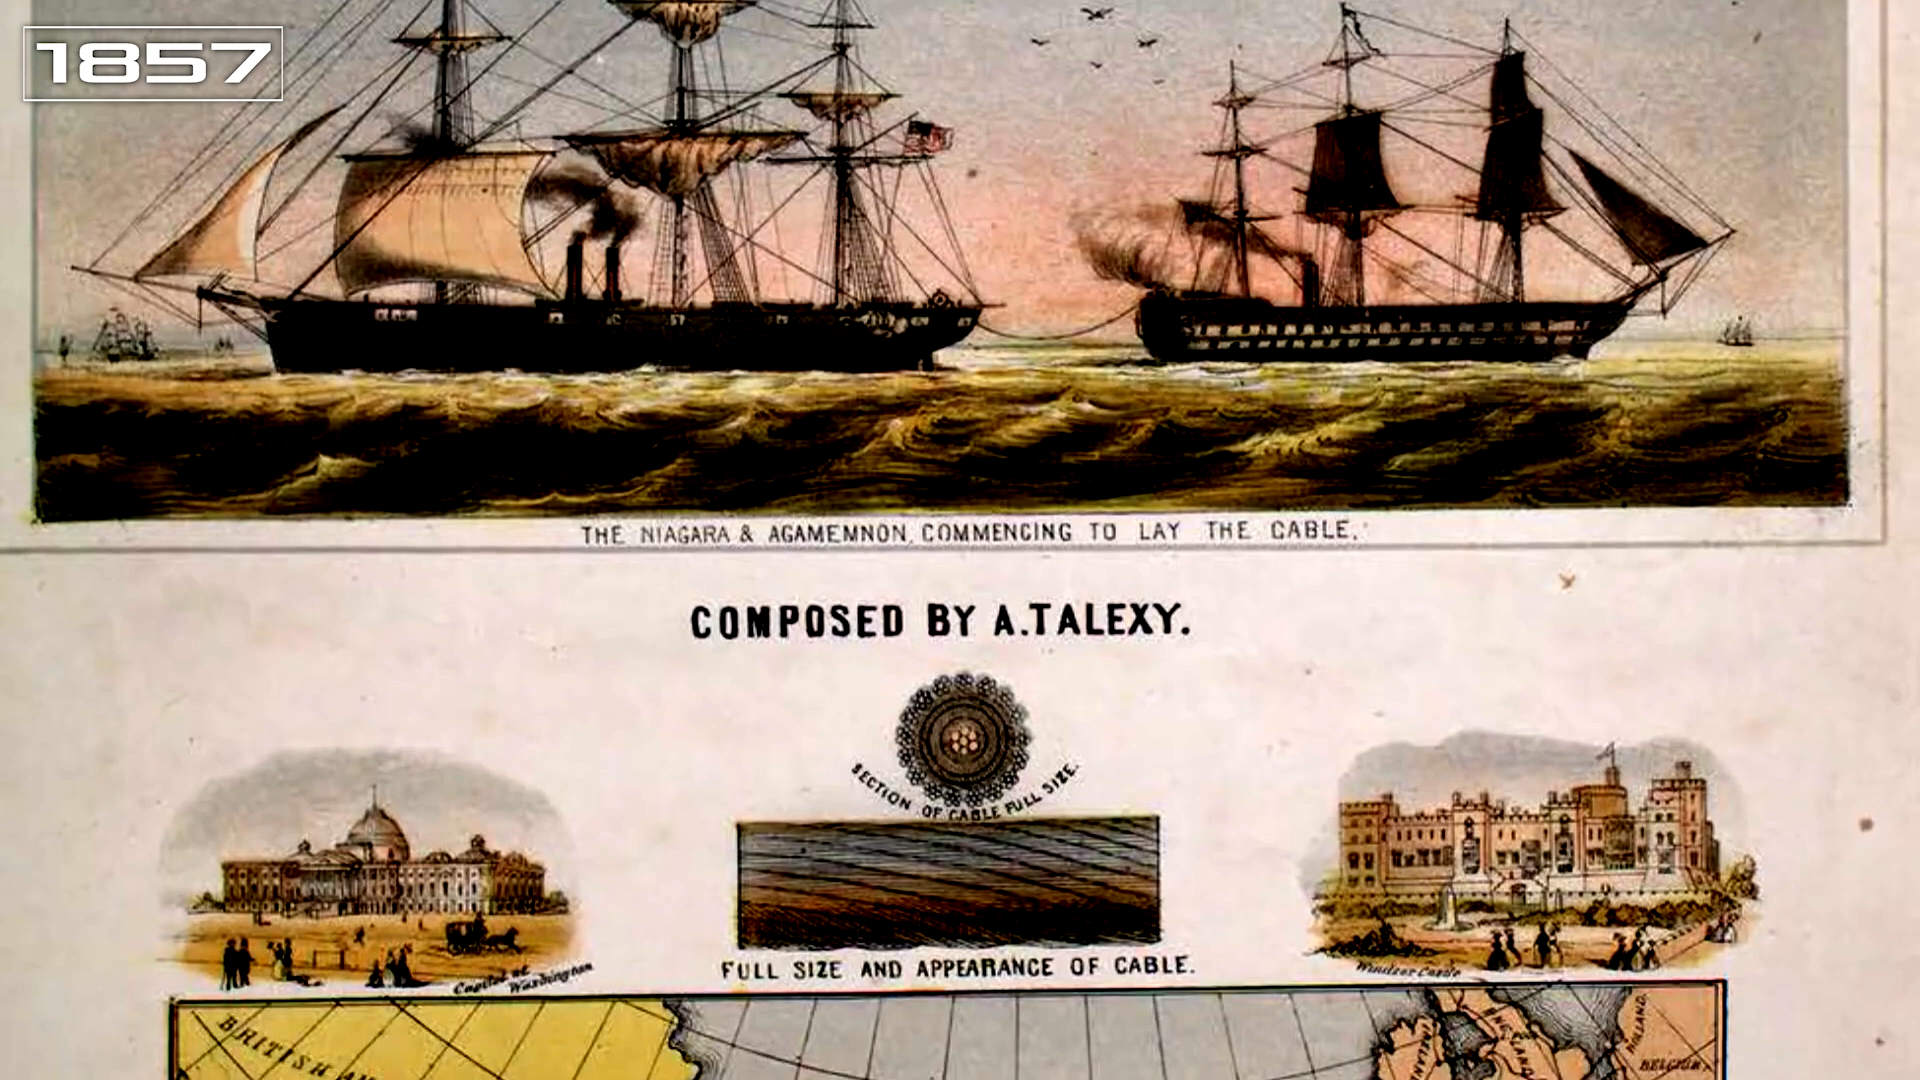 1857
THE NIAGARA & AGAMEMNON, COMMENCING TO LAY THE CABLE.
COMPOSED BY A.TALEXY.
SECTION OF CABLE FULL SIZE.
Capitol at
Washington
Windsor Castle
FULL SIZE AND APPEARANCE OF CABLE.
BRITISH
IRELAND
ENGLAND
HOLLAND
BELGIUM